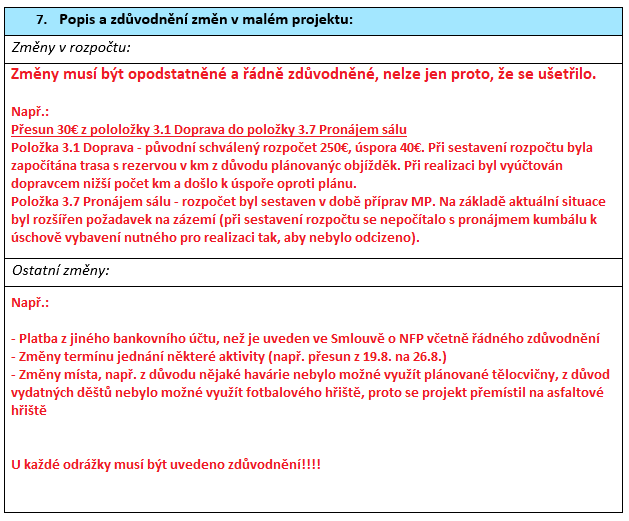 7. Popis a zdůvodnění změn v malém projektu:
Změny v rozpočtu:
Změny musí být opodstatněné a řádně zdůvodněné, nelze jen proto, že se ušetřilo.
Např.:
Přesun 30€ z pololožky 3.1 Doprava do položky 3.7 Pronájem sálu
Položka 3.1 Doprava - původní schválený rozpočet 250€, úspora 40€. Při sestavení rozpočtu byla
započítána trasa s rezervou v km z důvodu plánovanýc objížděk. Při realizaci byl vyúčtován
dopravcem nižší počet km a došlo k úspoře oproti plánu.
Položka 3.7 Pronájem sálu - rozpočet byl sestaven v době příprav MP. Na základě aktuální situace
byl rozšířen požadavek na zázemí (při sestavení rozpočtu se nepočítalo s pronájmem kumbálu k
úschově vybavení nutného pro realizaci tak, aby nebylo odcizeno).
Ostatní změny:
Např.:
- Platba z jiného bankovního účtu, než je uveden ve Smlouvě o NFP včetně řádného zdůvodnění
- Změny termínu jednání některé aktivity (např. přesun z 19.8. na 26.8.)
- Změny místa, např. z důvodu nějaké havárie nebylo možné využít plánované tělocvičny, z důvod
vydatných děštů nebylo možné využít fotbalového hřiště, proto se projekt přemístil na asfaltové
hřiště
U každé odrážky musí být uvedeno zdůvodnění!!!!